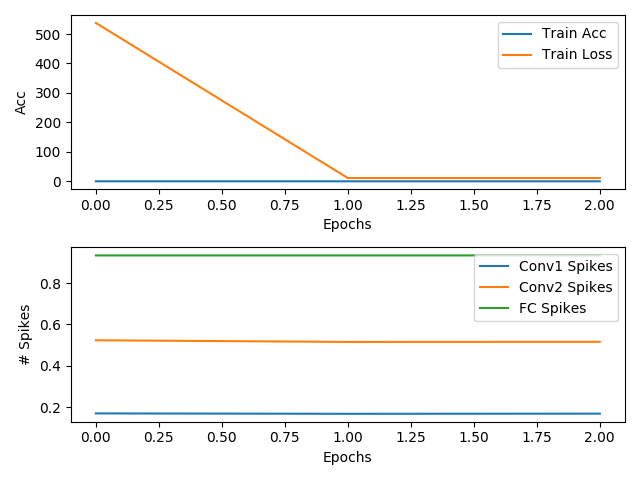 500
400
300
200
100
0
Acc
Train Acc
Train Loss
0.00 0.25 0.50 0.75 1.00 1.25 1.50 1.75 2.00
Epochs
0.8
0.6
0.4
0.2
# Spikes
Conv1 Spikes
Conv2 Spikes
FC Spikes
0.00 0.25 0.50 0.75 1.00 1.25 1.50 1.75 2.00
Epochs